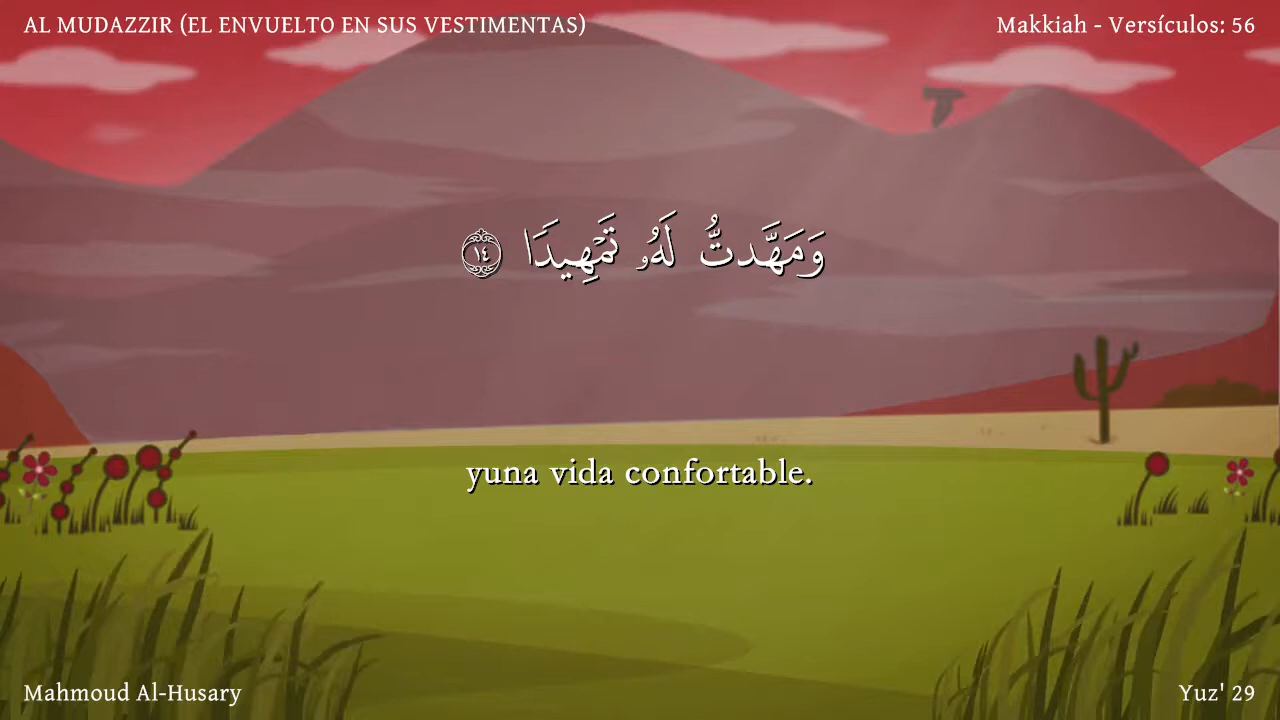 AL MUDAZZIR (EL ENVUELTO EN SUS VESTIMENTAS)
Makkiah - Versículos: 56
وَمَهَّدتُّ لَهُۥ تَمْهِيدًا ١٤
yuna vida confortable.
Mahmoud Al-Husary
Yuz' 29